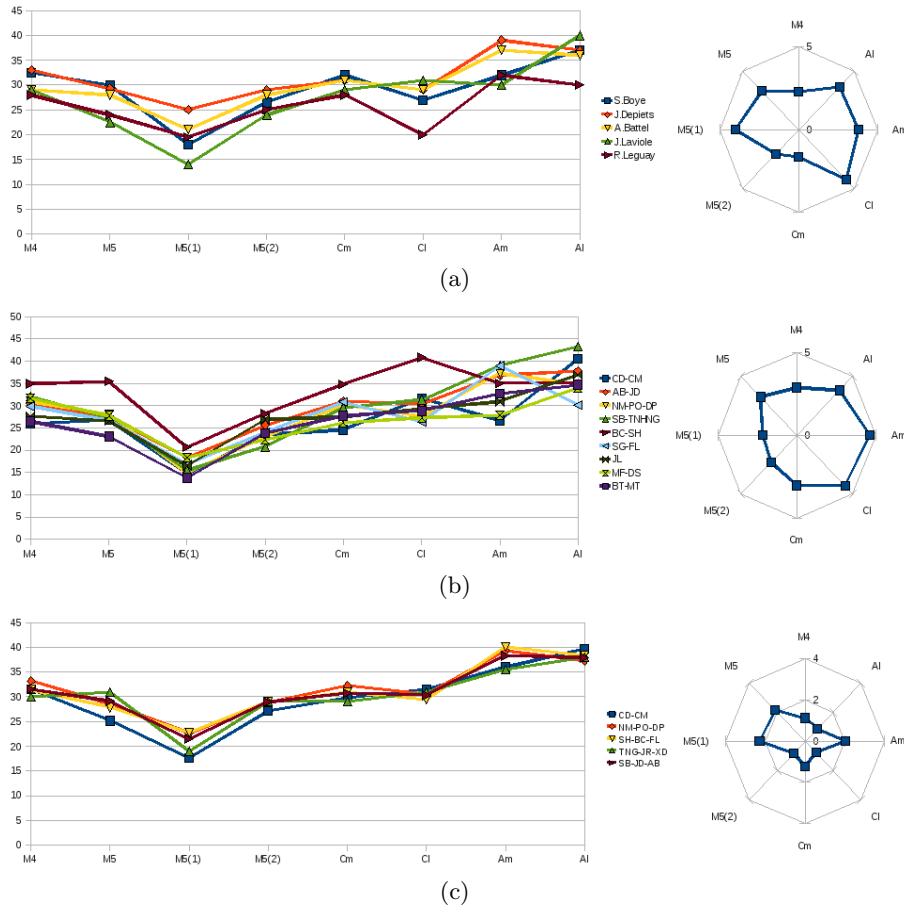 45
40
35
30
25
20
15
10
5
0
M4 M5 M5(1) M5(2) Cm Cl Am Al
S.Boye
J.Depiets
A.Battel
J.Laviole
R.Leguay
M4
5
M5 Al
M5(1) 0 Am
M5(2) Cl
Cm
(a)
50
45
40
35
30
25
20
15
10
5
0
M4 M5 M5(1) M5(2) Cm Cl Am Al
CD-CM
AB-JD
NM-PO-DP
SB-TNHNG
BC-SH
SG-FL
JL
MF-DS
BT-MT
M4
5
M5 Al
M5(1) 0 Am
M5(2) Cl
Cm
(b)
45
40
35
30
25
20
15
10
5
0
M4 M5 M5(1) M5(2) Cm Cl Am Al
CD-CM
NM-PO-DP
SH-BC-FL
TNG-JR-XD
SB-JD-AB
M4
4
M5 Al
2
M5(1) 0 Am
M5(2) Cl
Cm
(c)